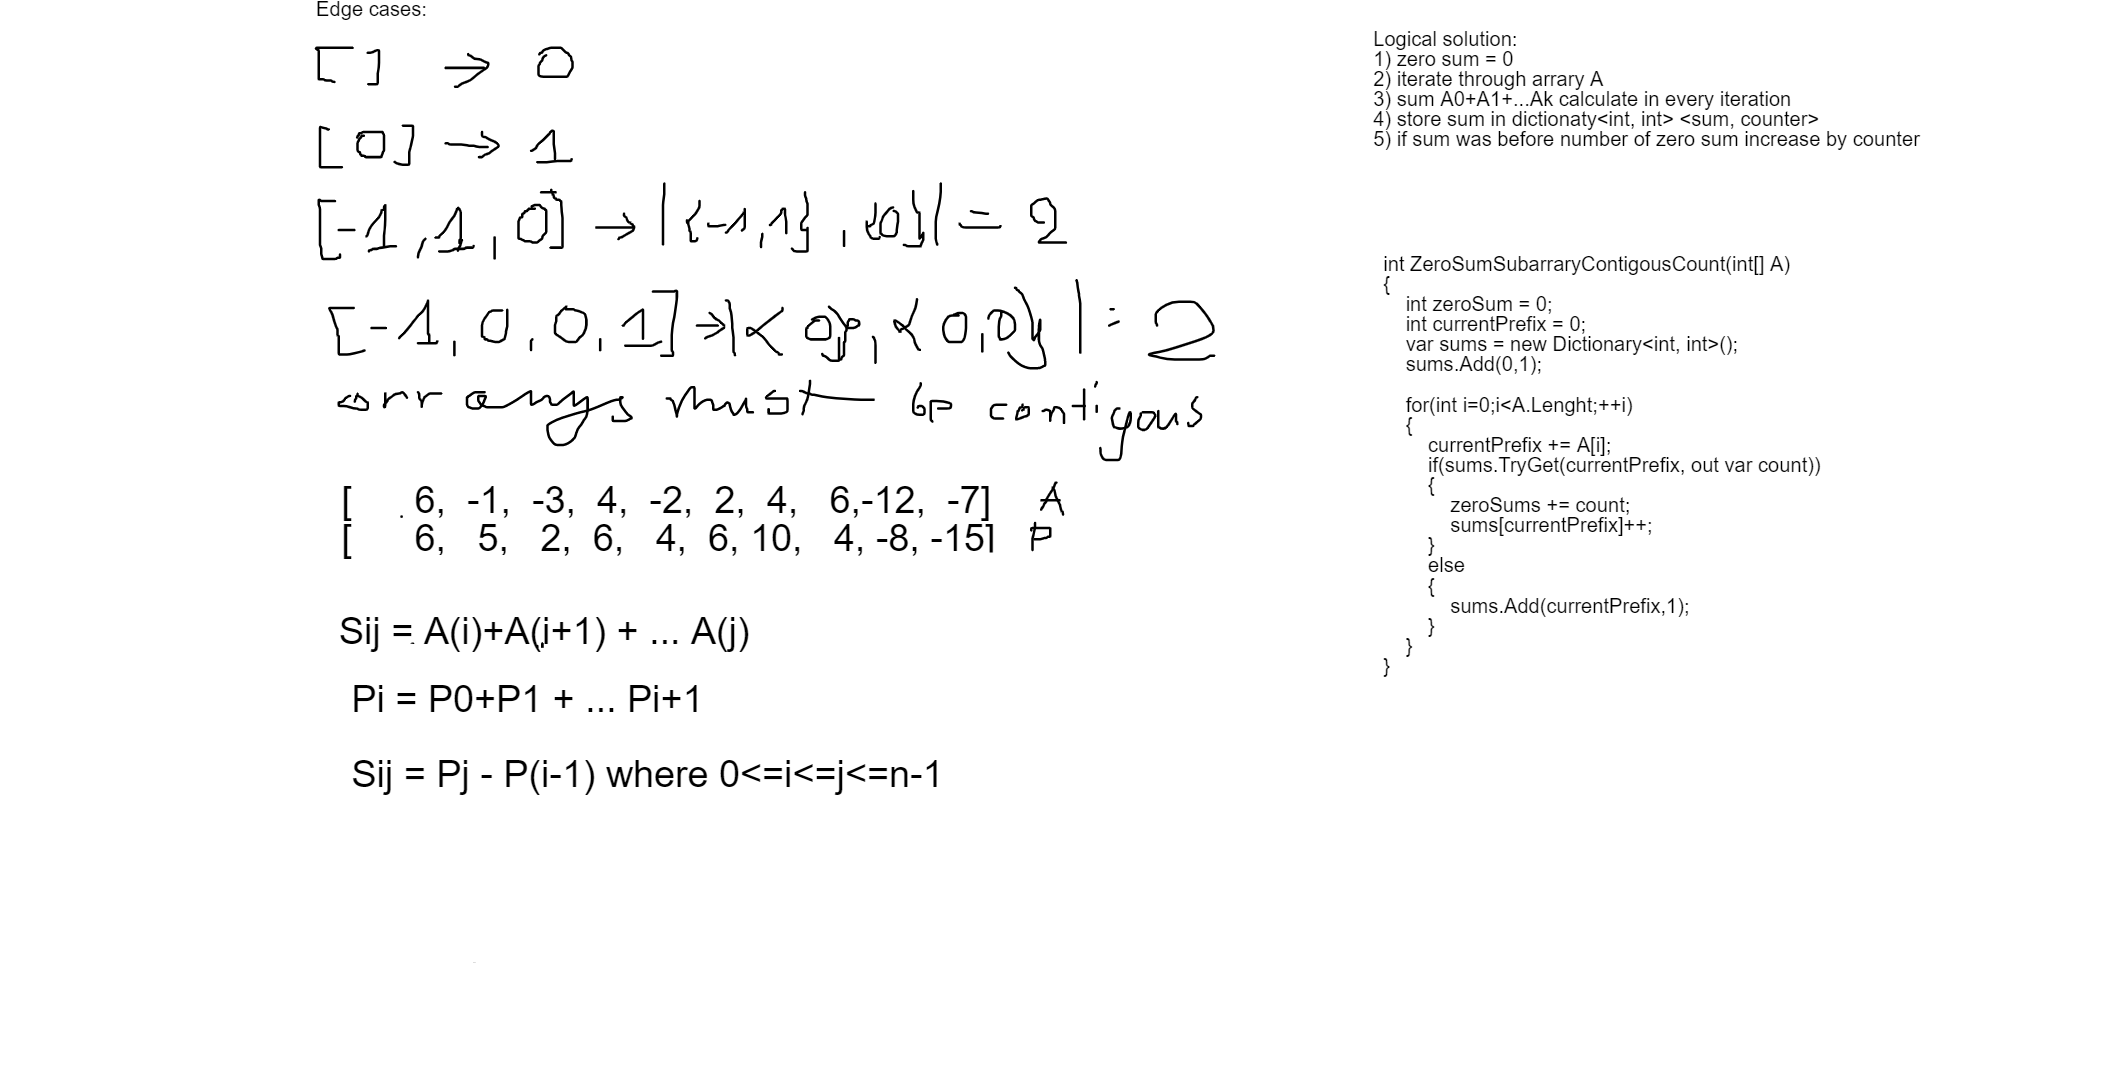 Edge cases:
[] → 0
[0] → 1
[-1,1,0] → |{-1,1},{0}| = 2
[-1,0,0,1] → |{0},{0,0}| = 2
arrays must be contigous
[ 6, -1, -3, 4, -2, 2, 4, 6,-12, -7] A
[ 6, 5, 2, 6, 4, 6, 10, 4, -8, -15] P
Sij = A(i)+A(i+1) + ... A(j)
Pi = P0+P1 + ... Pi+1
Sij = Pj - P(i-1) where 0<=i<=j<=n-1
Logical solution:
1) zero sum = 0
2) iterate through arrary A
3) sum A0+A1+...Ak calculate in every iteration
4) store sum in dictionaty<int, int> <sum, counter>
5) if sum was before number of zero sum increase by counter
int ZeroSumSubarraryContigousCount(int[] A)
{
int zeroSum = 0;
int currentPrefix = 0;
var sums = new Dictionary<int, int>();
sums.Add(0,1);
for(int i=0;i<A.Lenght;++i)
{
currentPrefix += A[i];
if(sums.TryGet(currentPrefix, out var count))
{
zeroSums += count;
sums[currentPrefix]++;
}
else
{
sums.Add(currentPrefix,1);
}
}
}